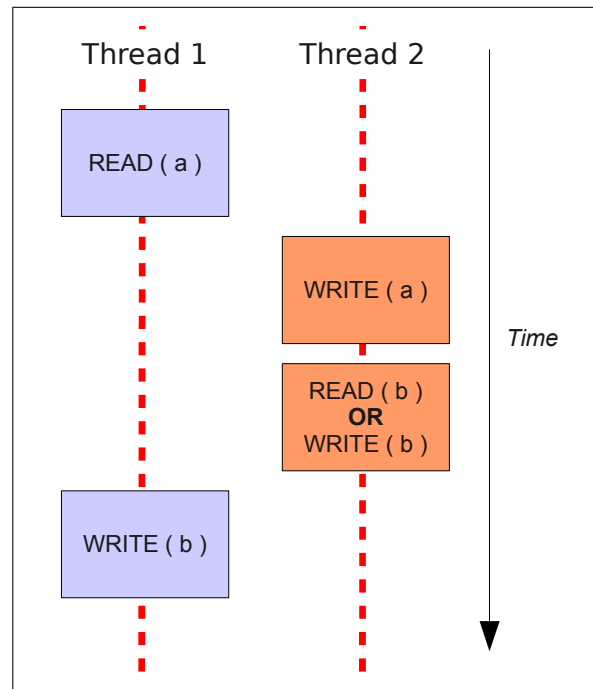 Thread 1
Thread 2
READ ( a )
WRITE ( a )
Time
READ ( b )
OR
WRITE ( b )
WRITE ( b )